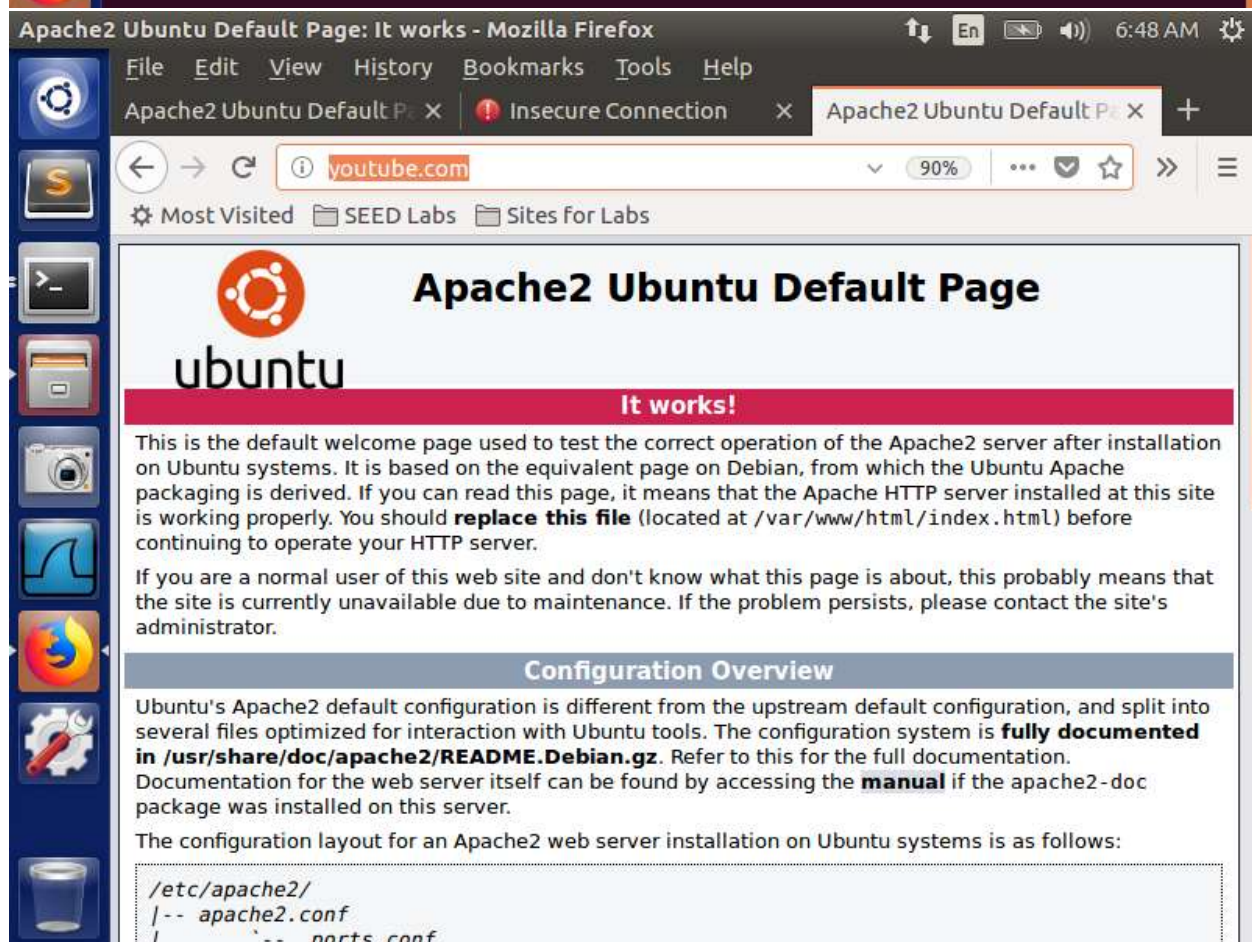 Apache2 Ubuntu Default Page: It works - Mozilla Firefox
En
6:48 AM
File Edit View History Bookmarks Tools Help
Apache2 Ubuntu Default P
Insecure Connection
Apache2 Ubuntu Default P
youtube.com
90%
Most Visited
SEED Labs
Sites for Labs
ubuntu
Apache2 Ubuntu Default Page
It works!
This is the default welcome page used to test the correct operation of the Apache2 server after installation
on Ubuntu systems. It is based on the equivalent page on Debian, from which the Ubuntu Apache
packaging is derived. If you can read this page, it means that the Apache HTTP server installed at this site
is working properly. You should replace this file (located at /var/www/html/index.html) before
continuing to operate your HTTP server.
If you are a normal user of this web site and don't know what this page is about, this probably means that
the site is currently unavailable due to maintenance. If the problem persists, please contact the site's
administrator.
Configuration Overview
Ubuntu's Apache2 default configuration is different from the upstream default configuration, and split into
several files optimized for interaction with Ubuntu tools. The configuration system is fully documented
in /usr/share/doc/apache2/README.Debian.gz. Refer to this for the full documentation.
Documentation for the web server itself can be found by accessing the manual if the apache2-doc
package was installed on this server.
The configuration layout for an Apache2 web server installation on Ubuntu systems is as follows:
/etc/apache2/
|-- apache2.conf
| `-- ports.conf